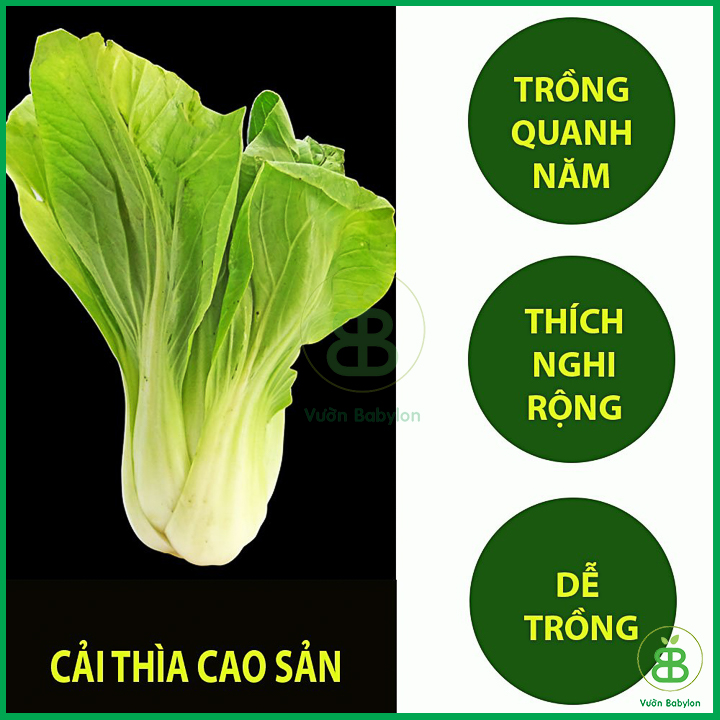 TRỒNG
QUANH
NĂM
THÍCH
NGHI
RỘNG
Vườn Babylon
DỄ
TRỒNG
CẢI THÌA CAO SẢN
Vườn Babylon